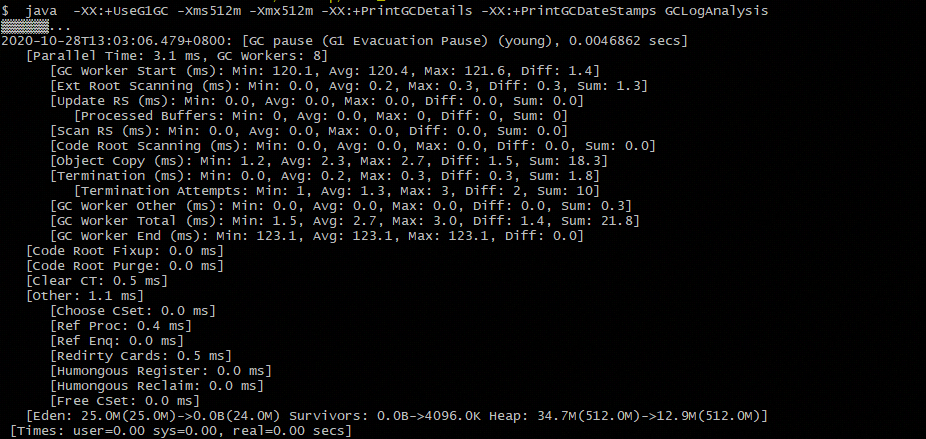 $ java -XX:+UseG1GC -Xms512m -Xmx512m -XX:+PrintGCDetails -XX:+PrintGCDateStamps GCLogAnalysis
▒▒▒▒▒▒...
2020-10-28T13:03:06.479+0800: [GC pause (G1 Evacuation Pause) (young), 0.0046862 secs]
[Parallel Time: 3.1 ms, GC Workers: 8]
[GC Worker Start (ms): Min: 120.1, Avg: 120.4, Max: 121.6, Diff: 1.4]
[Ext Root Scanning (ms): Min: 0.0, Avg: 0.2, Max: 0.3, Diff: 0.3, Sum: 1.3]
[Update RS (ms): Min: 0.0, Avg: 0.0, Max: 0.0, Diff: 0.0, Sum: 0.0]
[Processed Buffers: Min: 0, Avg: 0.0, Max: 0, Diff: 0, Sum: 0]
[Scan RS (ms): Min: 0.0, Avg: 0.0, Max: 0.0, Diff: 0.0, Sum: 0.0]
[Code Root Scanning (ms): Min: 0.0, Avg: 0.0, Max: 0.0, Diff: 0.0, Sum: 0.0]
[Object Copy (ms): Min: 1.2, Avg: 2.3, Max: 2.7, Diff: 1.5, Sum: 18.3]
[Termination (ms): Min: 0.0, Avg: 0.2, Max: 0.3, Diff: 0.3, Sum: 1.8]
[Termination Attempts: Min: 1, Avg: 1.3, Max: 3, Diff: 2, Sum: 10]
[GC Worker Other (ms): Min: 0.0, Avg: 0.0, Max: 0.0, Diff: 0.0, Sum: 0.3]
[GC Worker Total (ms): Min: 1.5, Avg: 2.7, Max: 3.0, Diff: 1.4, Sum: 21.8]
[GC Worker End (ms): Min: 123.1, Avg: 123.1, Max: 123.1, Diff: 0.0]
[Code Root Fixup: 0.0 ms]
[Code Root Purge: 0.0 ms]
[Clear CT: 0.5 ms]
[Other: 1.1 ms]
[Choose CSet: 0.0 ms]
[Ref Proc: 0.4 ms]
[Ref Enq: 0.0 ms]
[Redirty Cards: 0.5 ms]
[Humongous Register: 0.0 ms]
[Humongous Reclaim: 0.0 ms]
[Free CSet: 0.0 ms]
[Eden: 25.0M(25.0M)->0.0B(24.0M) Survivors: 0.0B->4096.0K Heap: 34.7M(512.0M)->12.9M(512.0M)]
[Times: user=0.00 sys=0.00, real=0.00 secs]